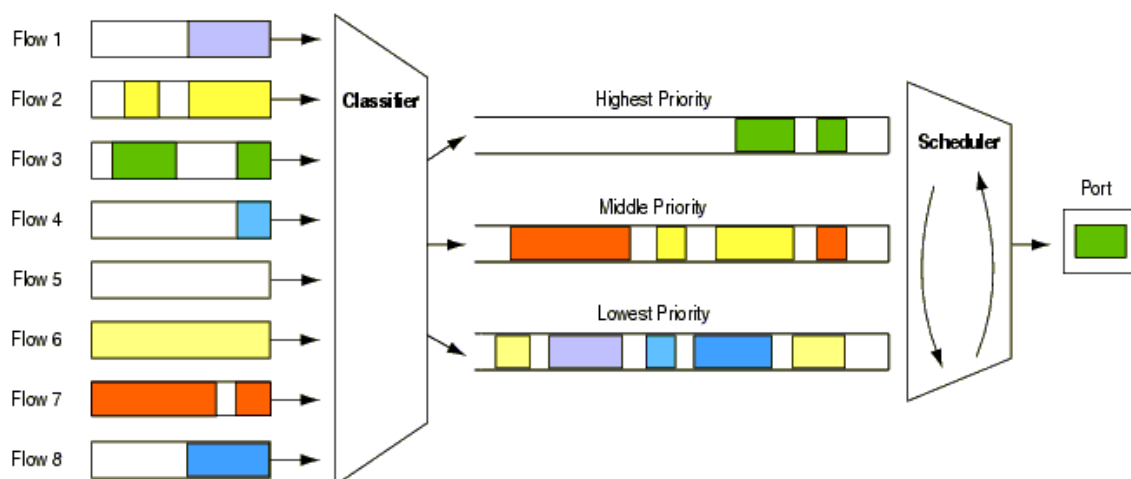 Flow 1
Flow 2
Flow 3
Flow 4
Flow 5
Flow 6
Flow 7
Flow 8
Classifier
Highest Priority
Middle Priority
Lowest Priority
Scheduler
Port